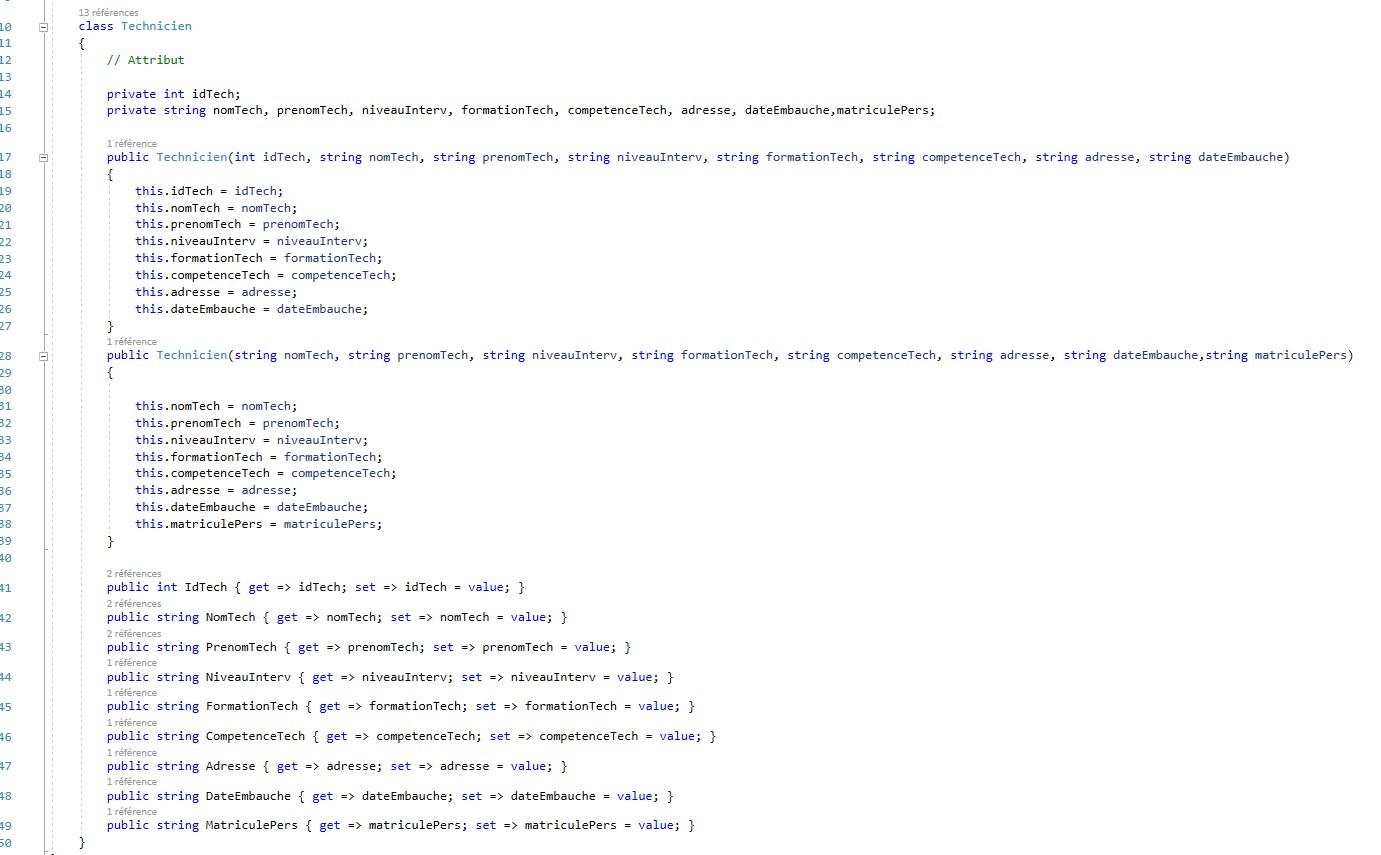 13 références
10 class Technicien
11 {
12 // Attribut
13
14 private int idTech;
15 private string nomTech, prenomTech, niveauInterv, formationTech, competenceTech, adresse, dateEmbauche,matriculePers;
16
1 référence
17 public Technicien(int idTech, string nomTech, string prenomTech, string niveauInterv, string formationTech, string competenceTech, string adresse, string dateEmbauche)
18 {
19 this.idTech = idTech;
20 this.nomTech = nomTech;
21 this.prenomTech = prenomTech;
22 this.niveauInterv = niveauInterv;
23 this.formationTech = formationTech;
24 this.competenceTech = competenceTech;
25 this.adresse = adresse;
26 this.dateEmbauche = dateEmbauche;
27 }
1 référence
28 public Technicien(string nomTech, string prenomTech, string niveauInterv, string formationTech, string competenceTech, string adresse, string dateEmbauche,string matriculePers)
29 {
30
31 this.nomTech = nomTech;
32 this.prenomTech = prenomTech;
33 this.niveauInterv = niveauInterv;
34 this.formationTech = formationTech;
35 this.competenceTech = competenceTech;
36 this.adresse = adresse;
37 this.dateEmbauche = dateEmbauche;
38 this.matriculePers = matriculePers;
39 }
40
2 références
41 public int IdTech { get => idTech; set => idTech = value; }
2 références
42 public string NomTech { get => nomTech; set => nomTech = value; }
2 références
43 public string PrenomTech { get => prenomTech; set => prenomTech = value; }
1 référence
44 public string NiveauInterv { get => niveauInterv; set => niveauInterv = value; }
1 référence
45 public string FormationTech { get => formationTech; set => formationTech = value; }
1 référence
46 public string CompetenceTech { get => competenceTech; set => competenceTech = value; }
1 référence
47 public string Adresse { get => adresse; set => adresse = value; }
1 référence
48 public string DateEmbauche { get => dateEmbauche; set => dateEmbauche = value; }
1 référence
49 public string MatriculePers { get => matriculePers; set => matriculePers = value; }
50 }